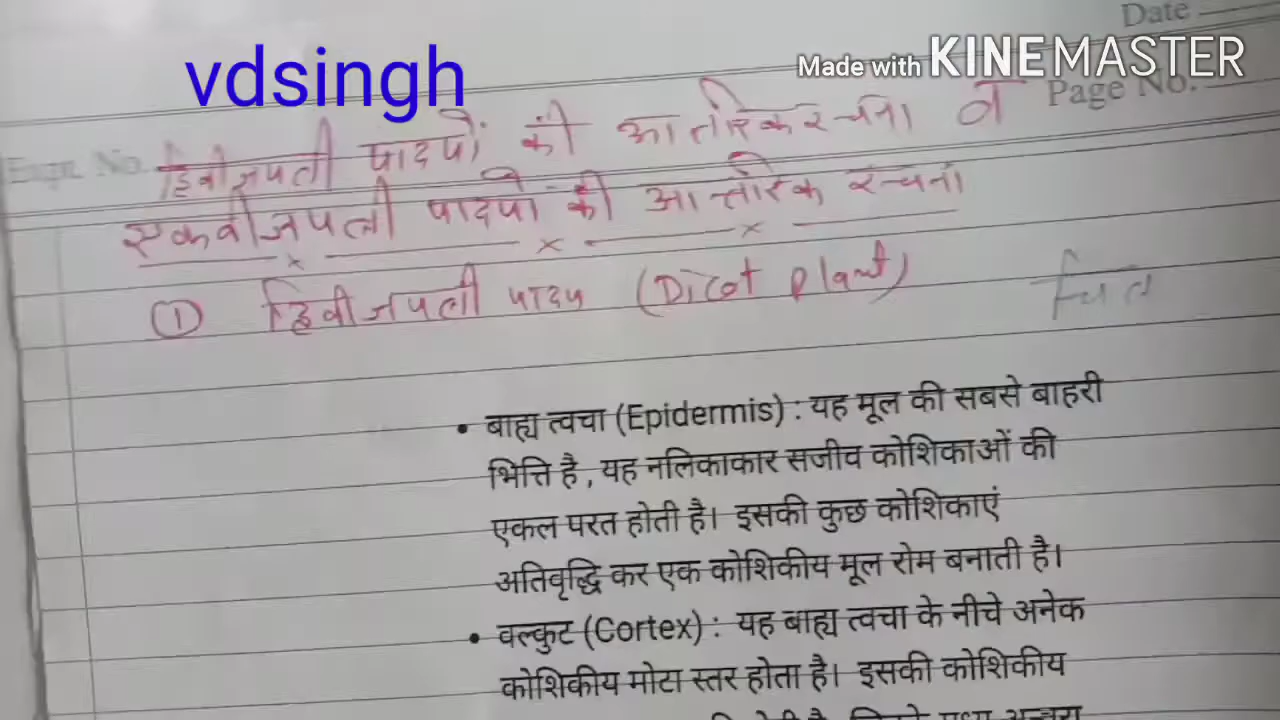 Date
Made with KINEMASTER
vdsingh
Page No.
Expt. No.
द्विबीजपत्री पादपों की आन्तरिक रचना व
एकबीजपत्री पादपों की आन्तरिक रचना
① द्विबीजपत्री पादप (Dicot plant)
चित्र
• बाह्य त्वचा (Epidermis) : यह मूल की सबसे बाहरी
भित्ति है , यह नलिकाकार सजीव कोशिकाओं की
एकल परत होती है। इसकी कुछ कोशिकाएं
अतिवृद्धि कर एक कोशिकीय मूल रोम बनाती है।
• वल्कुट (Cortex) : यह बाह्य त्वचा के नीचे अनेक
कोशिकीय मोटा स्तर होता है। इसकी कोशिकीय